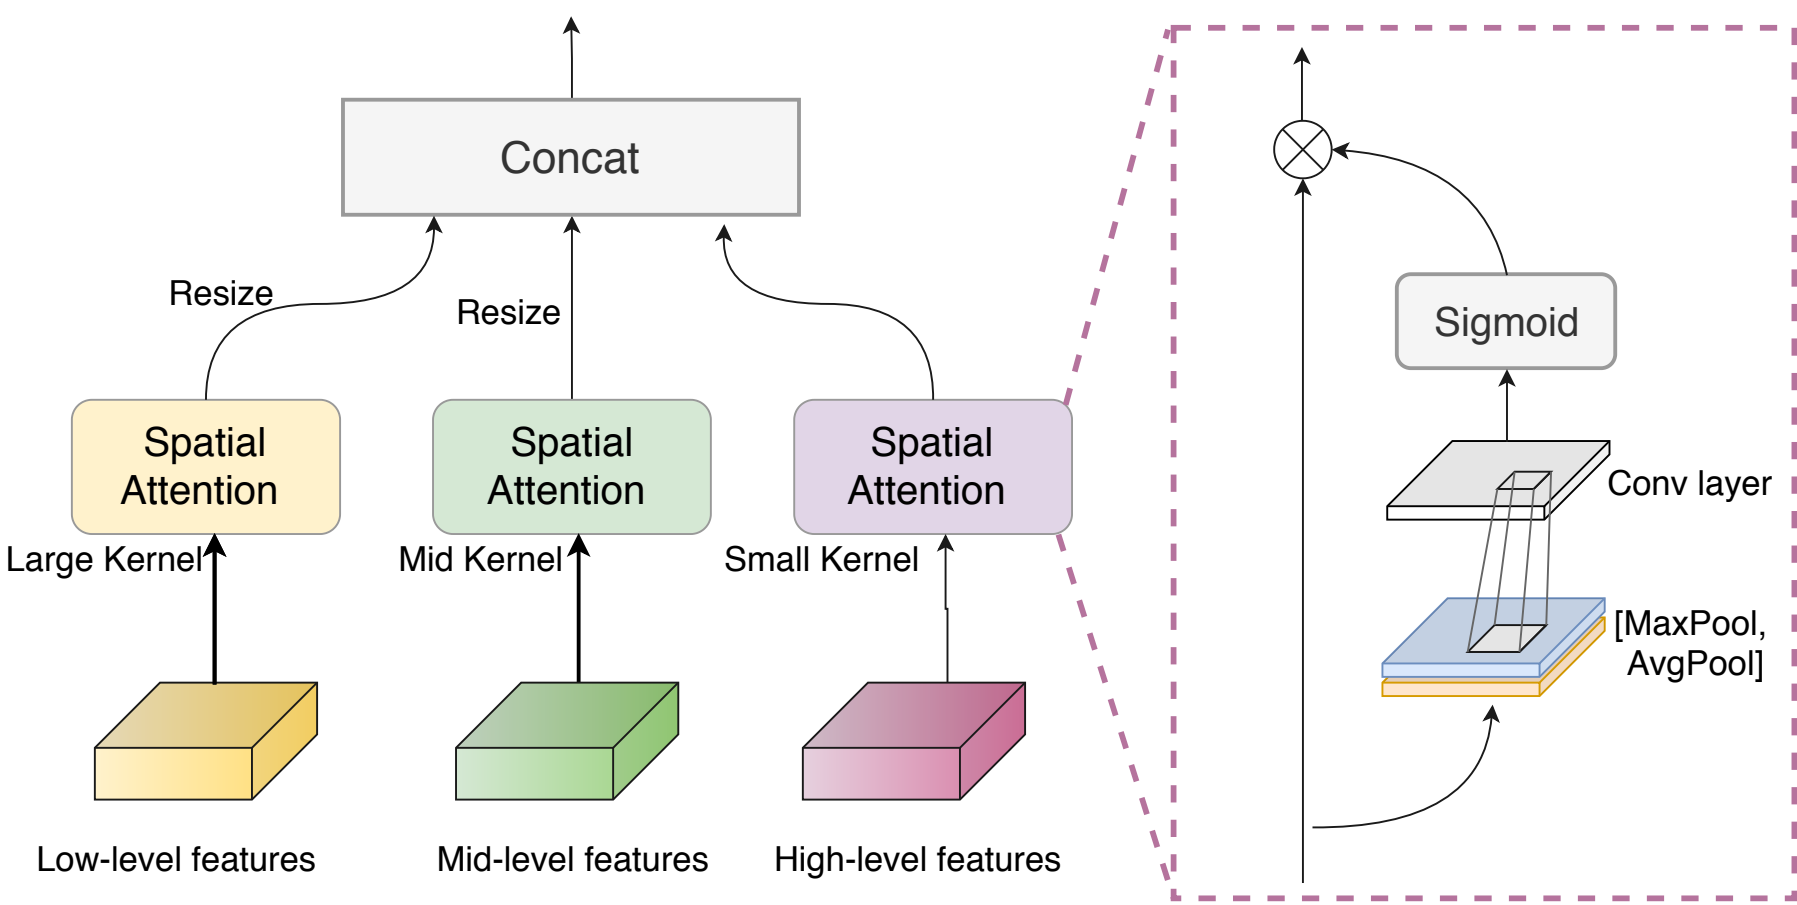 Concat
Resize
Resize
Spatial
Attention
Spatial
Attention
Spatial
Attention
Large Kernel
Mid Kernel
Small Kernel
Low-level features
Mid-level features
High-level features
Sigmoid
Conv layer
[MaxPool,
AvgPool]